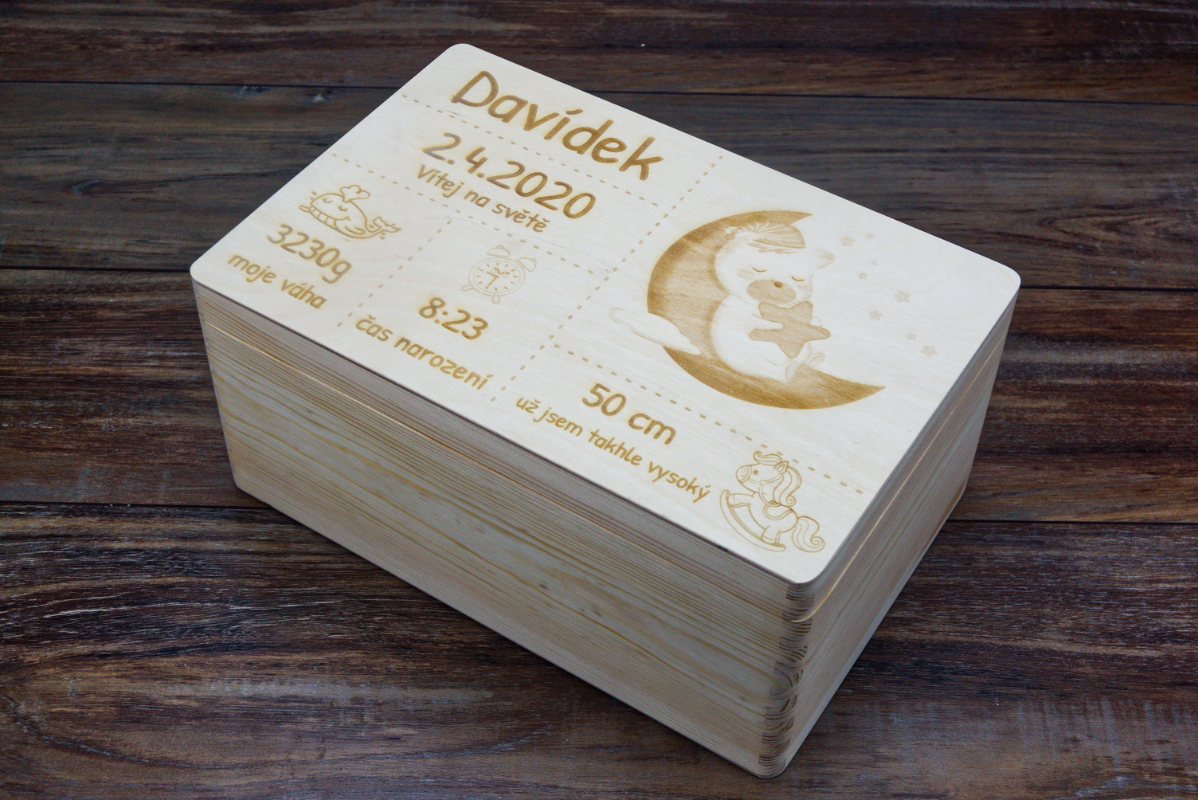 Davídek
2.4.2020
Vítej na světě
3230g
moje váha
8:23
čas narození
50 cm
už jsem takhle vysoký